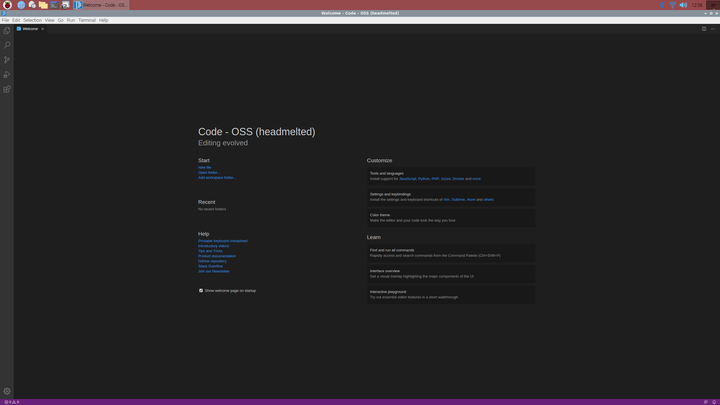 Welcome - Code - OS...
12:06
Welcome - Code - OSS (headmelted)
File Edit Selection View Go Run Terminal Help
Welcome
Code - OSS (headmelted)
Editing evolved
Start
New file
Open folder...
Add workspace folder...
Recent
No recent folders
Help
Printable keyboard cheatsheet
Introductory videos
Tips and Tricks
Product documentation
GitHub repository
Stack Overflow
Join our Newsletter
Show welcome page on startup
Customize
Tools and languages
Install support for JavaScript, Python, PHP, Azure, Docker and more
Settings and keybindings
Install the settings and keyboard shortcuts of Vim, Sublime, Atom and others
Color theme
Make the editor and your code look the way you love
Learn
Find and run all commands
Rapidly access and search commands from the Command Palette (Ctrl+Shift+P)
Interface overview
Get a visual overlay highlighting the major components of the UI
Interactive playground
Try out essential editor features in a short walkthrough
0 0